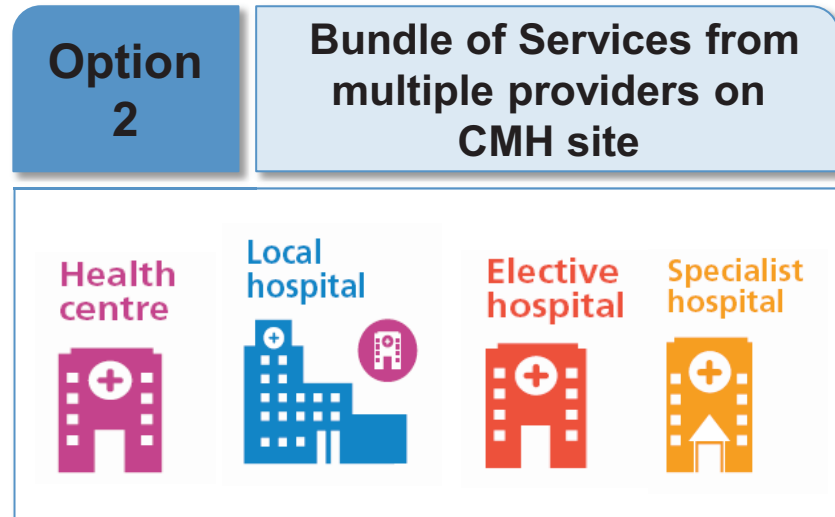 Option
2
Bundle of Services from
multiple providers on
CMH site
Health
centre
Local
hospital
Elective
hospital
Specialist
hospital